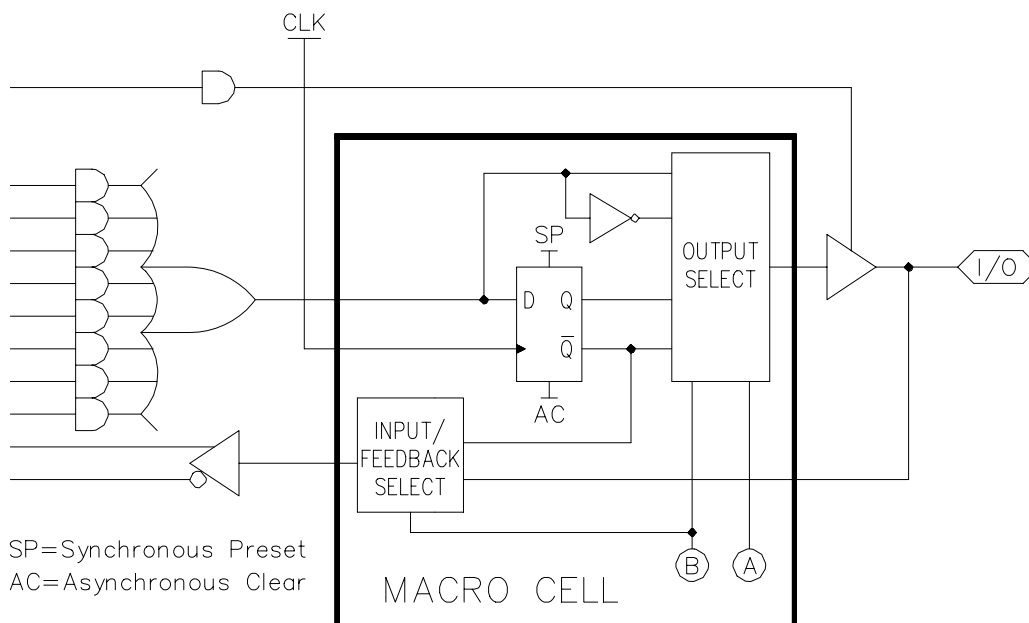 CLK
SP
OUTPUT
SELECT
I/O
D Q
Q̅
AC
INPUT/
FEEDBACK
SELECT
SP=Synchronous Preset
AC=Asynchronous Clear
B A
MACRO CELL